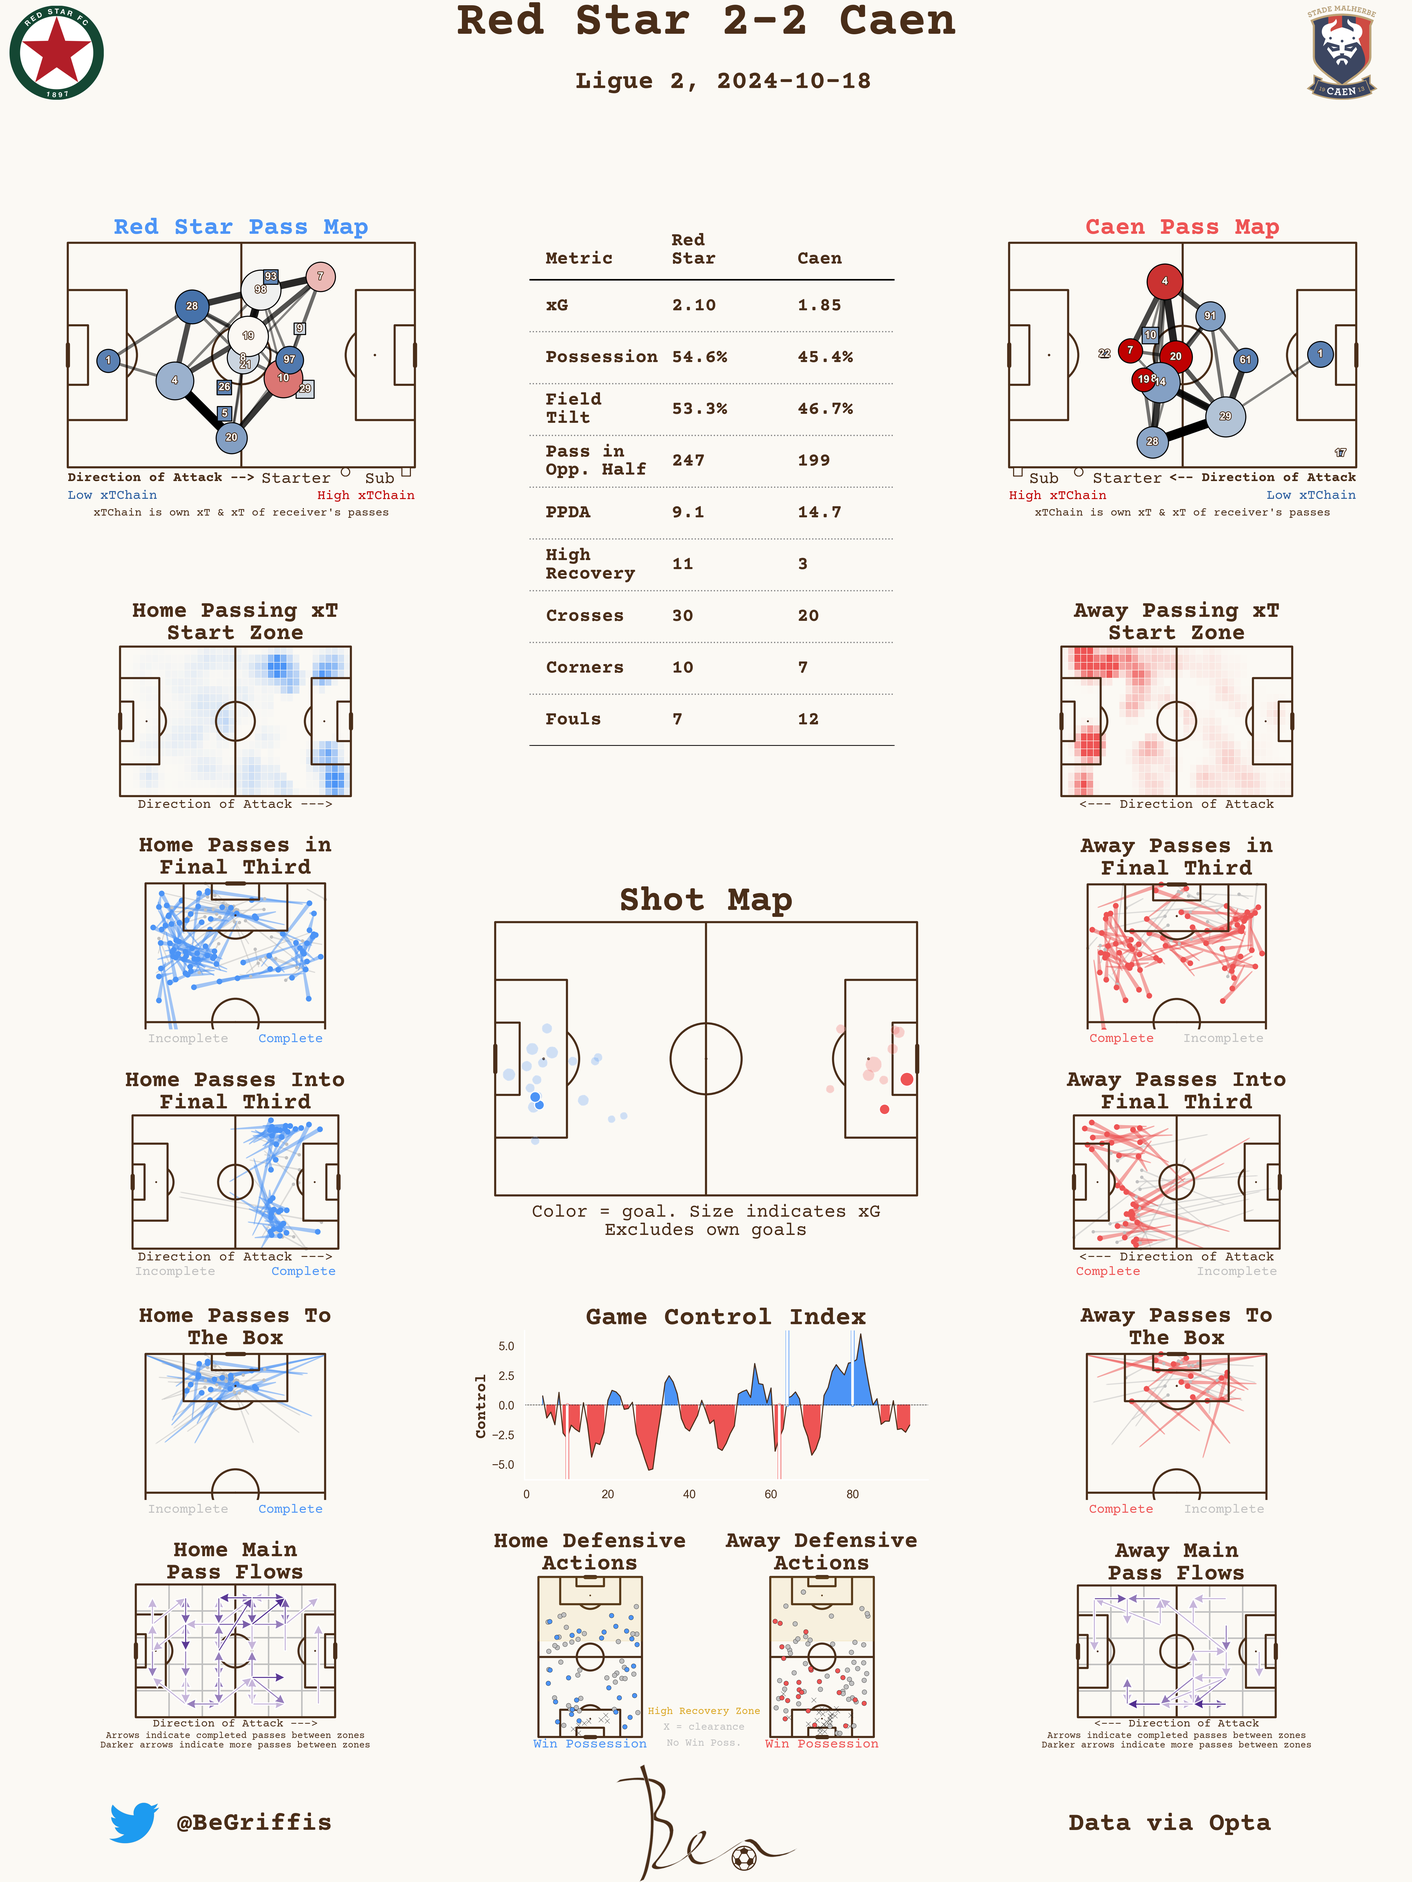 Red Star 2-2 Caen
Ligue 2, 2024-10-18
RED STAR FC
1897
STADE MALHERBE
19 CAEN 13
Red Star Pass Map
93
98
7
28
19
9
1
8
21
97
4
26
10
29
5
20
Direction of Attack --> Starter Sub
Low xTChain High xTChain
xTChain is own xT & xT of receiver's passes
Metric Red Star Caen
xG 2.10 1.85
Possession 54.6% 45.4%
Field Tilt 53.3% 46.7%
Pass in Opp. Half 247 199
PPDA 9.1 14.7
High Recovery 11 3
Crosses 30 20
Corners 10 7
Fouls 7 12
Caen Pass Map
4
91
10
22
7
20
61
1
19
8
14
29
28
17
Sub Starter <-- Direction of Attack
High xTChain Low xTChain
xTChain is own xT & xT of receiver's passes
Home Passing xT
Start Zone
Direction of Attack --->
Away Passing xT
Start Zone
<--- Direction of Attack
Home Passes in
Final Third
Incomplete Complete
Away Passes in
Final Third
Complete Incomplete
Shot Map
Color = goal. Size indicates xG
Excludes own goals
Home Passes Into
Final Third
Direction of Attack --->
Incomplete Complete
Away Passes Into
Final Third
<--- Direction of Attack
Complete Incomplete
Home Passes To
The Box
Incomplete Complete
Game Control Index
Control
5.0
2.5
0.0
−2.5
−5.0
0 20 40 60 80
Away Passes To
The Box
Complete Incomplete
Home Main
Pass Flows
Direction of Attack --->
Arrows indicate completed passes between zones
Darker arrows indicate more passes between zones
Home Defensive
Actions
Win Possession
High Recovery Zone
X = clearance
No Win Poss.
Away Defensive
Actions
Win Possession
Away Main
Pass Flows
<--- Direction of Attack
Arrows indicate completed passes between zones
Darker arrows indicate more passes between zones
@BeGriffis
Ben
Data via Opta